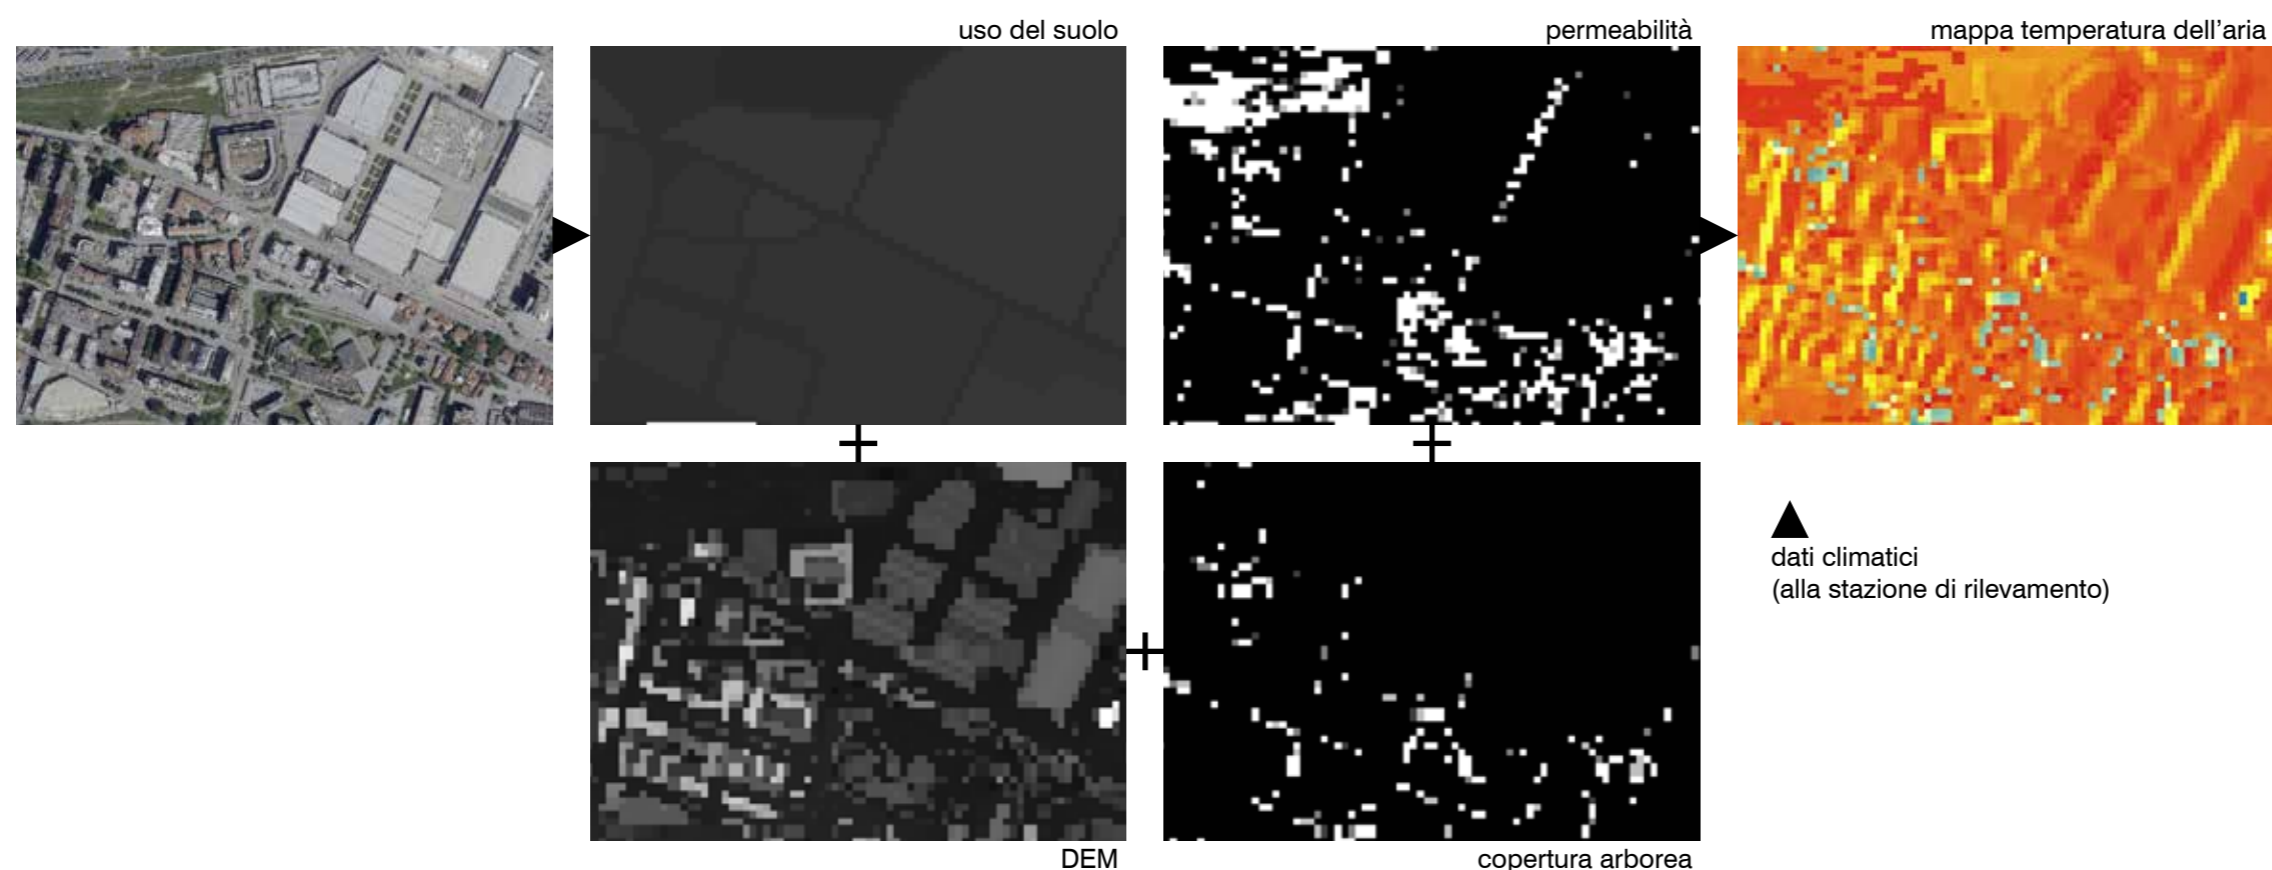 uso del suolo
permeabilità
mappa temperatura dell’aria
DEM
copertura arborea
dati climatici
(alla stazione di rilevamento)